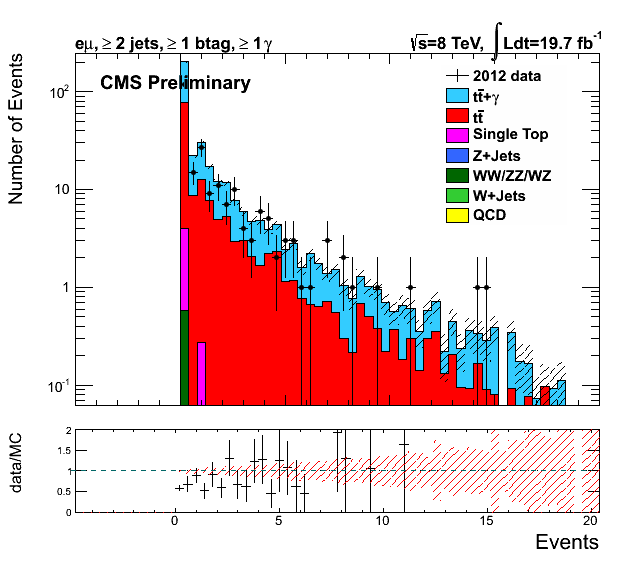 eμ, ≥ 2 jets, ≥ 1 btag, ≥ 1 γ
√s=8 TeV, ∫ Ldt=19.7 fb⁻¹
CMS Preliminary
2012 data
tt̄+γ
tt̄
Single Top
Z+Jets
WW/ZZ/WZ
W+Jets
QCD
Number of Events
10²
10
1
10⁻¹
data/MC
2
1.5
1
0.5
0
0 5 10 15 20
Events